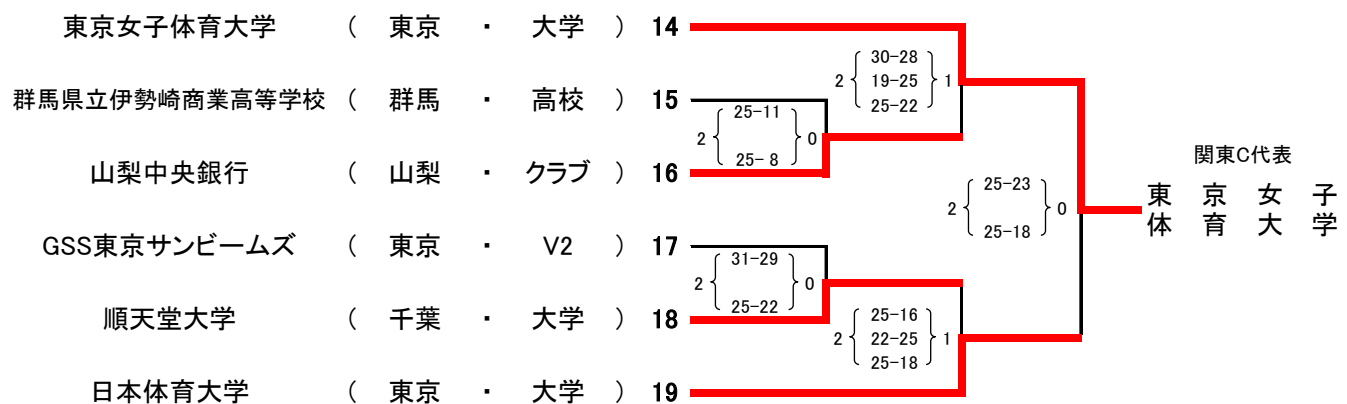 東京女子体育大学 ( 東京 ・ 大学 ) 14
群馬県立伊勢崎商業高等学校 ( 群馬 ・ 高校 ) 15
山梨中央銀行 ( 山梨 ・ クラブ ) 16
GSS東京サンビームズ ( 東京 ・ V2 ) 17
順天堂大学 ( 千葉 ・ 大学 ) 18
日本体育大学 ( 東京 ・ 大学 ) 19
25-11
2 0
25- 8
31-29
2 0
25-22
30-28
2 19-25 1
25-22
25-16
2 22-25 1
25-18
25-23
2 0
25-18
関東C代表
東京女子
体育大学